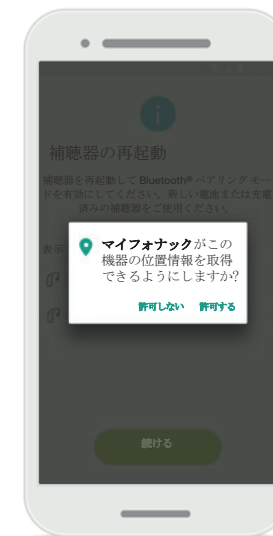 補聴器の再起動
補聴器を再起動して Bluetooth® ペアリング モー
ドを有効にしてください。新しい電池または充電
済みの補聴器をご使用ください。
表示
マイフォナックがこの
機器の位置情報を取得
できるようにしますか?
許可しない 許可する
続ける